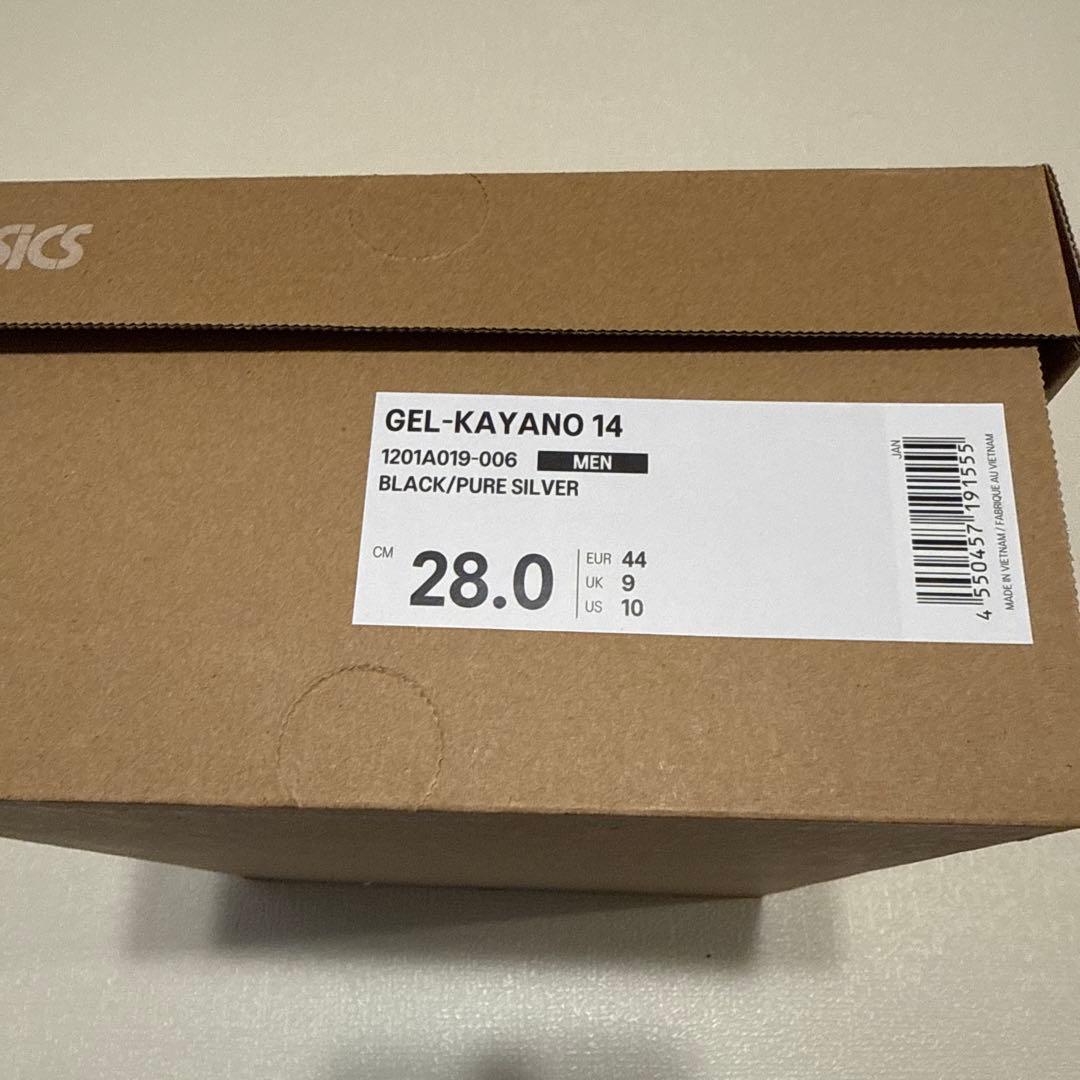 asics
GEL-KAYANO 14
1201A019-006 MEN
BLACK/PURE SILVER
CM 28.0
EUR 44
UK 9
US 10
JAN
4 550457 191555
MADE IN VIETNAM / FABRIQUE AU VIETNAM